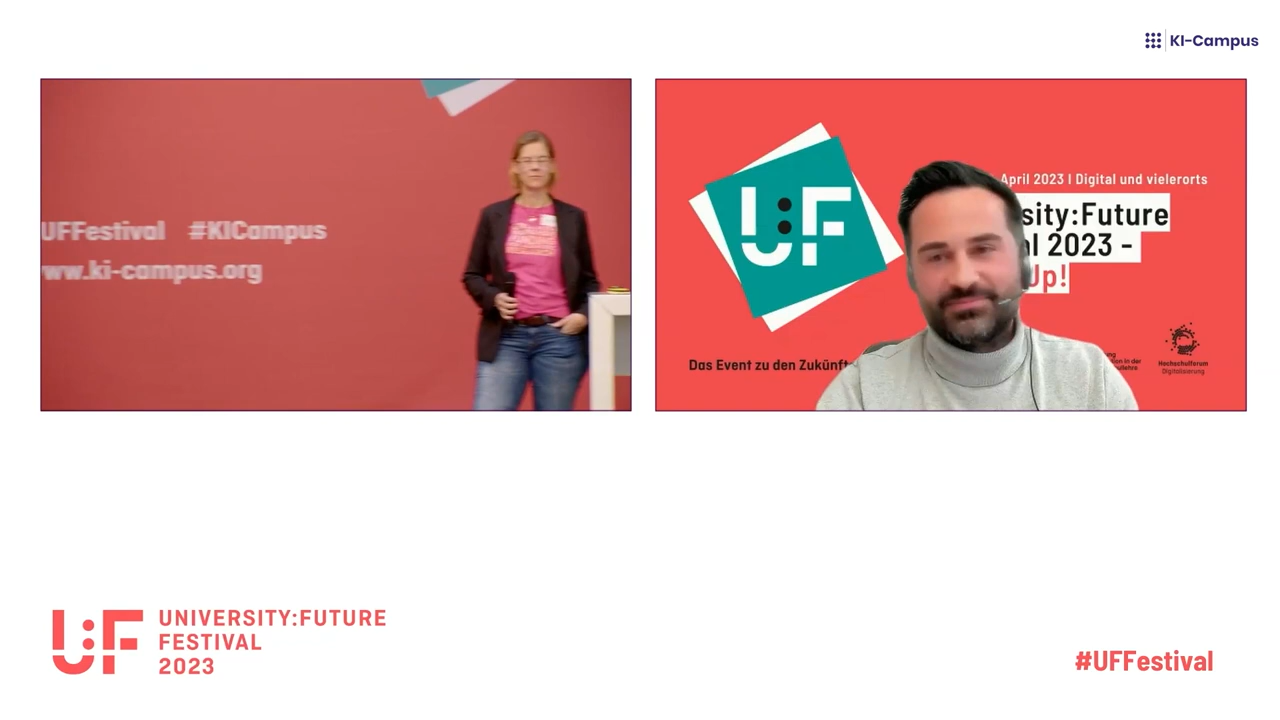 KI-Campus
UFFestival #KICampus
www.ki-campus.org
U:F
April 2023 I Digital und vielerorts
sity:Future
al 2023 -
Up!
Das Event zu den Zukünft
Hochschulforum
Digitalisierung
U:F
UNIVERSITY:FUTURE
FESTIVAL
2023
#UFFestival